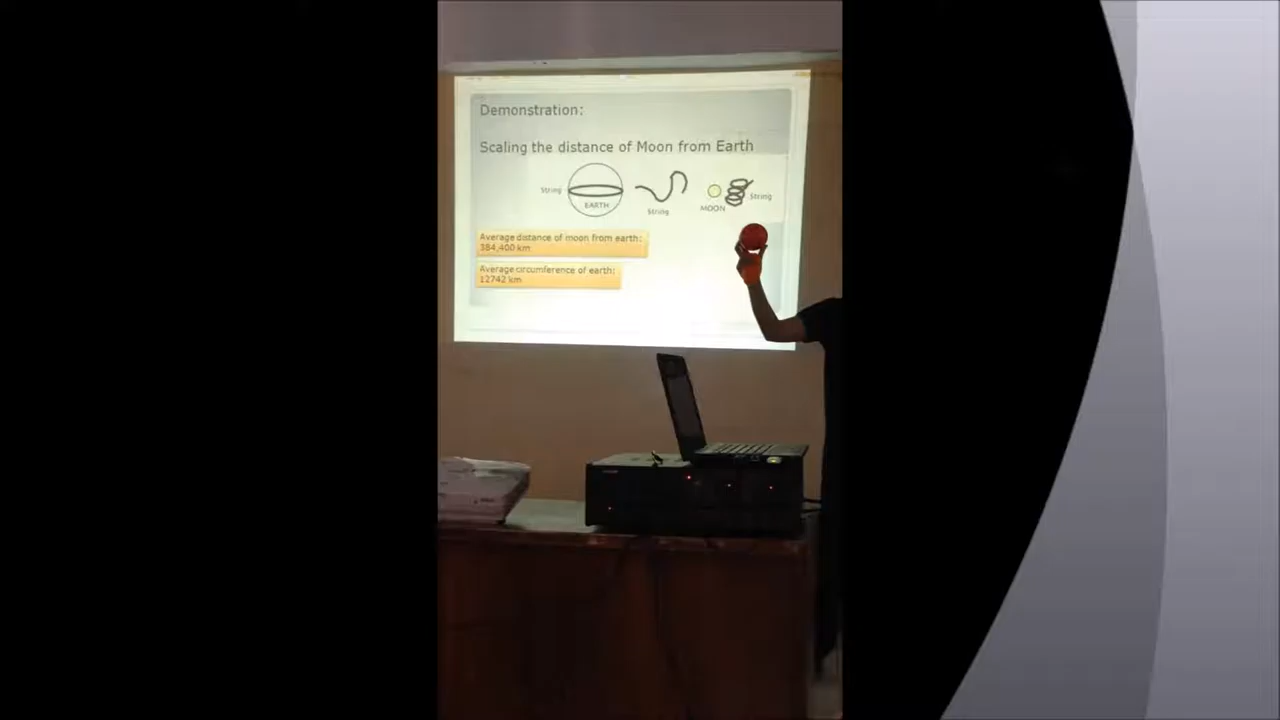 Demonstration:
Scaling the distance of Moon from Earth
String
EARTH
String
MOON
String
Average distance of moon from earth:
384,400 km
Average circumference of earth:
12742 km